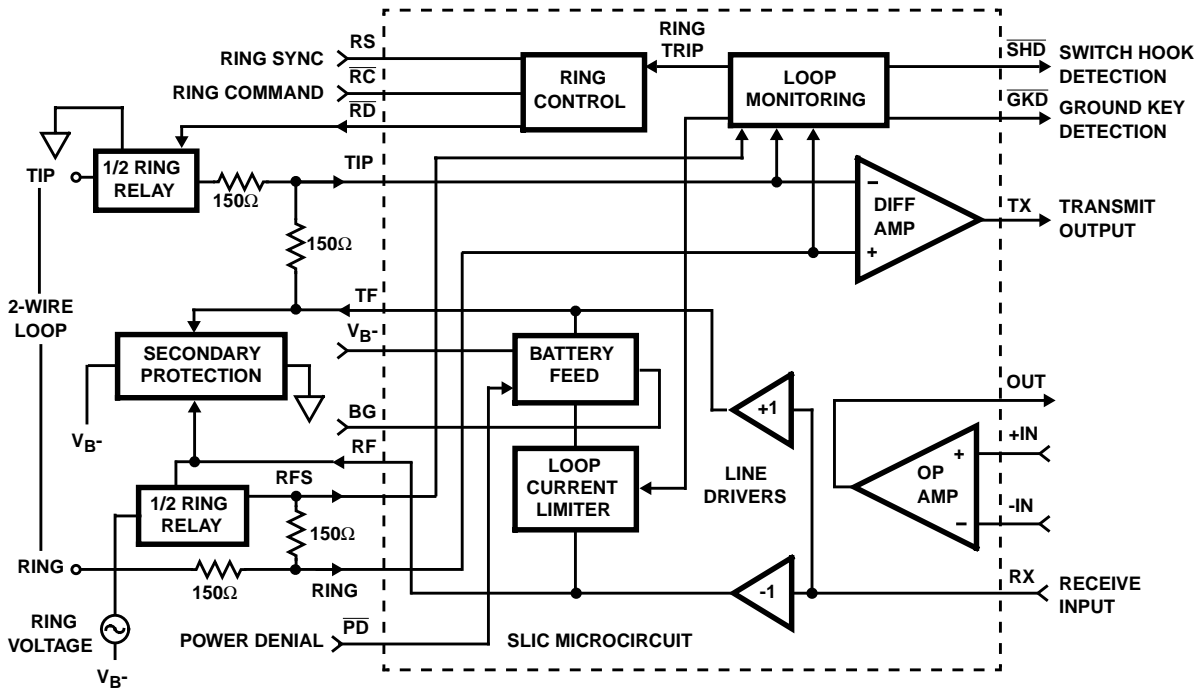 RING SYNC
RS
RING COMMAND
RC
RD
RING
CONTROL
RING
TRIP
LOOP
MONITORING
SHD
SWITCH HOOK
DETECTION
GKD
GROUND KEY
DETECTION
TIP
1/2 RING
RELAY
150Ω
TIP
150Ω
−
DIFF
AMP
+
TX
TRANSMIT
OUTPUT
2-WIRE
LOOP
TF
VB-
SECONDARY
PROTECTION
VB-
BATTERY
FEED
BG
RF
+1
LINE
DRIVERS
OUT
+IN
+
OP
AMP
−
-IN
RFS
1/2 RING
RELAY
LOOP
CURRENT
LIMITER
150Ω
RING
150Ω
RING
-1
RX
RECEIVE
INPUT
RING
VOLTAGE
VB-
POWER DENIAL
PD
SLIC MICROCIRCUIT